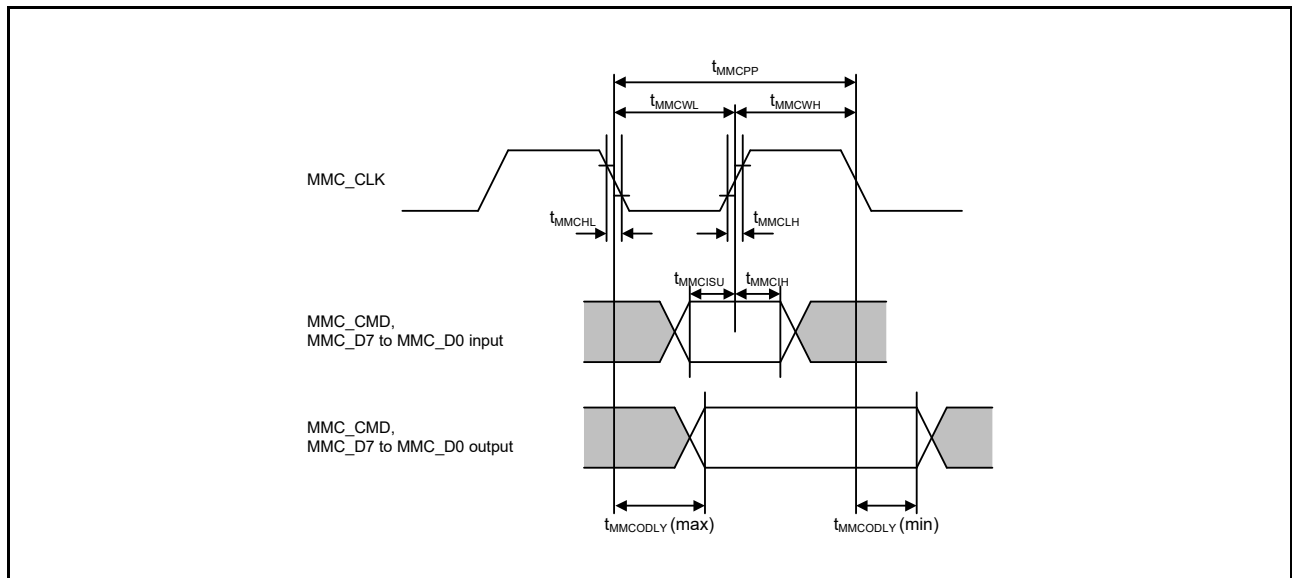 tMMCPP
tMMCWL tMMCWH
MMC_CLK
tMMCHL tMMCLH
tMMCISU tMMCIH
MMC_CMD,
MMC_D7 to MMC_D0 input
MMC_CMD,
MMC_D7 to MMC_D0 output
tMMCODLY (max) tMMCODLY (min)